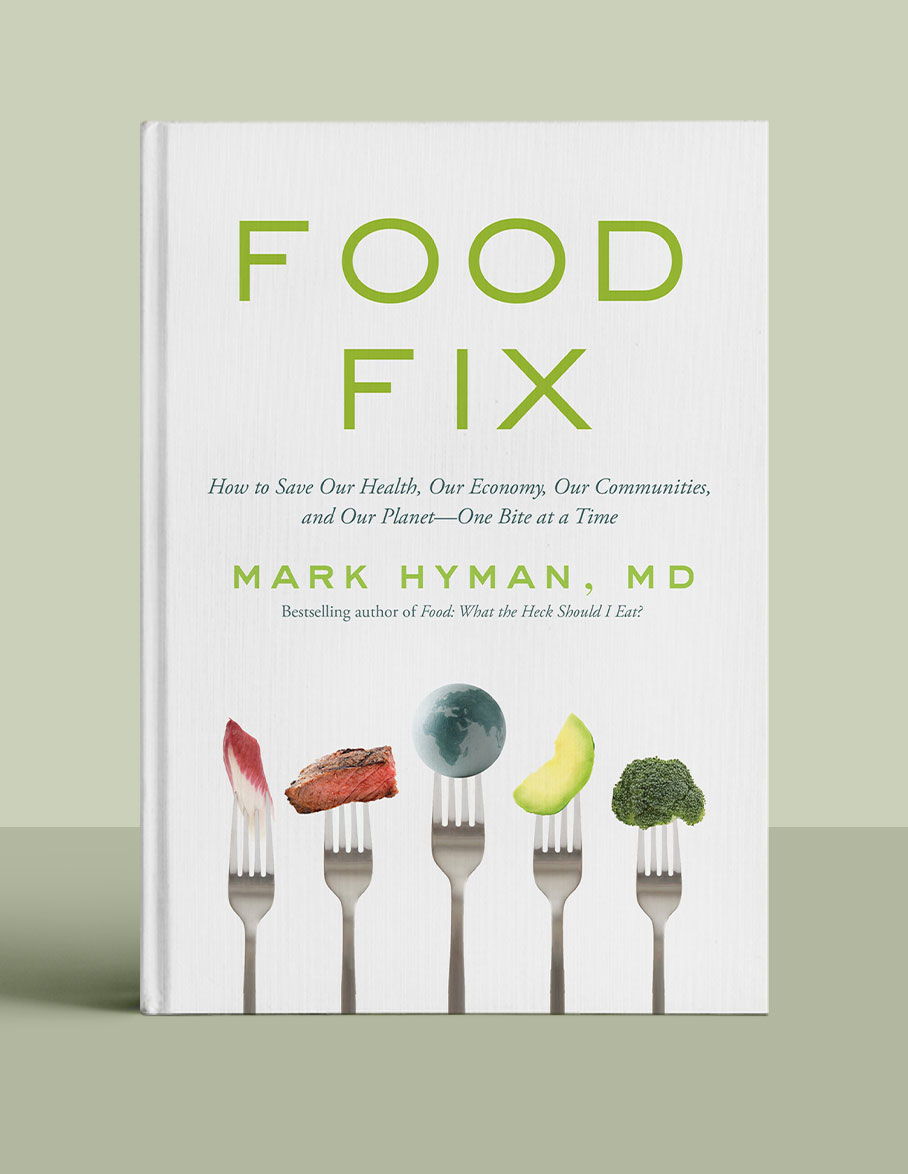 FOOD
FIX
How to Save Our Health, Our Economy, Our Communities,
and Our Planet—One Bite at a Time
MARK HYMAN, MD
Bestselling author of Food: What the Heck Should I Eat?